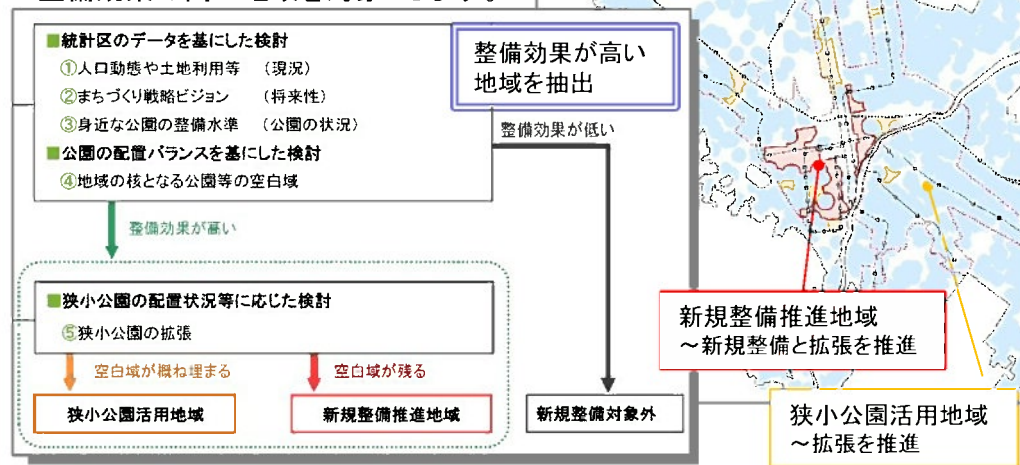 ■統計区のデータを基にした検討
①人口動態や土地利用等 （現況）
②まちづくり戦略ビジョン （将来性）
③身近な公園の整備水準 （公園の状況）
■公園の配置バランスを基にした検討
④地域の核となる公園等の空白域
整備効果が高い
地域を抽出
整備効果が低い
整備効果が高い
■狭小公園の配置状況等に応じた検討
⑤狭小公園の拡張
空白域が概ね埋まる
空白域が残る
狭小公園活用地域
新規整備推進地域
新規整備対象外
新規整備推進地域
～新規整備と拡張を推進
狭小公園活用地域
～拡張を推進